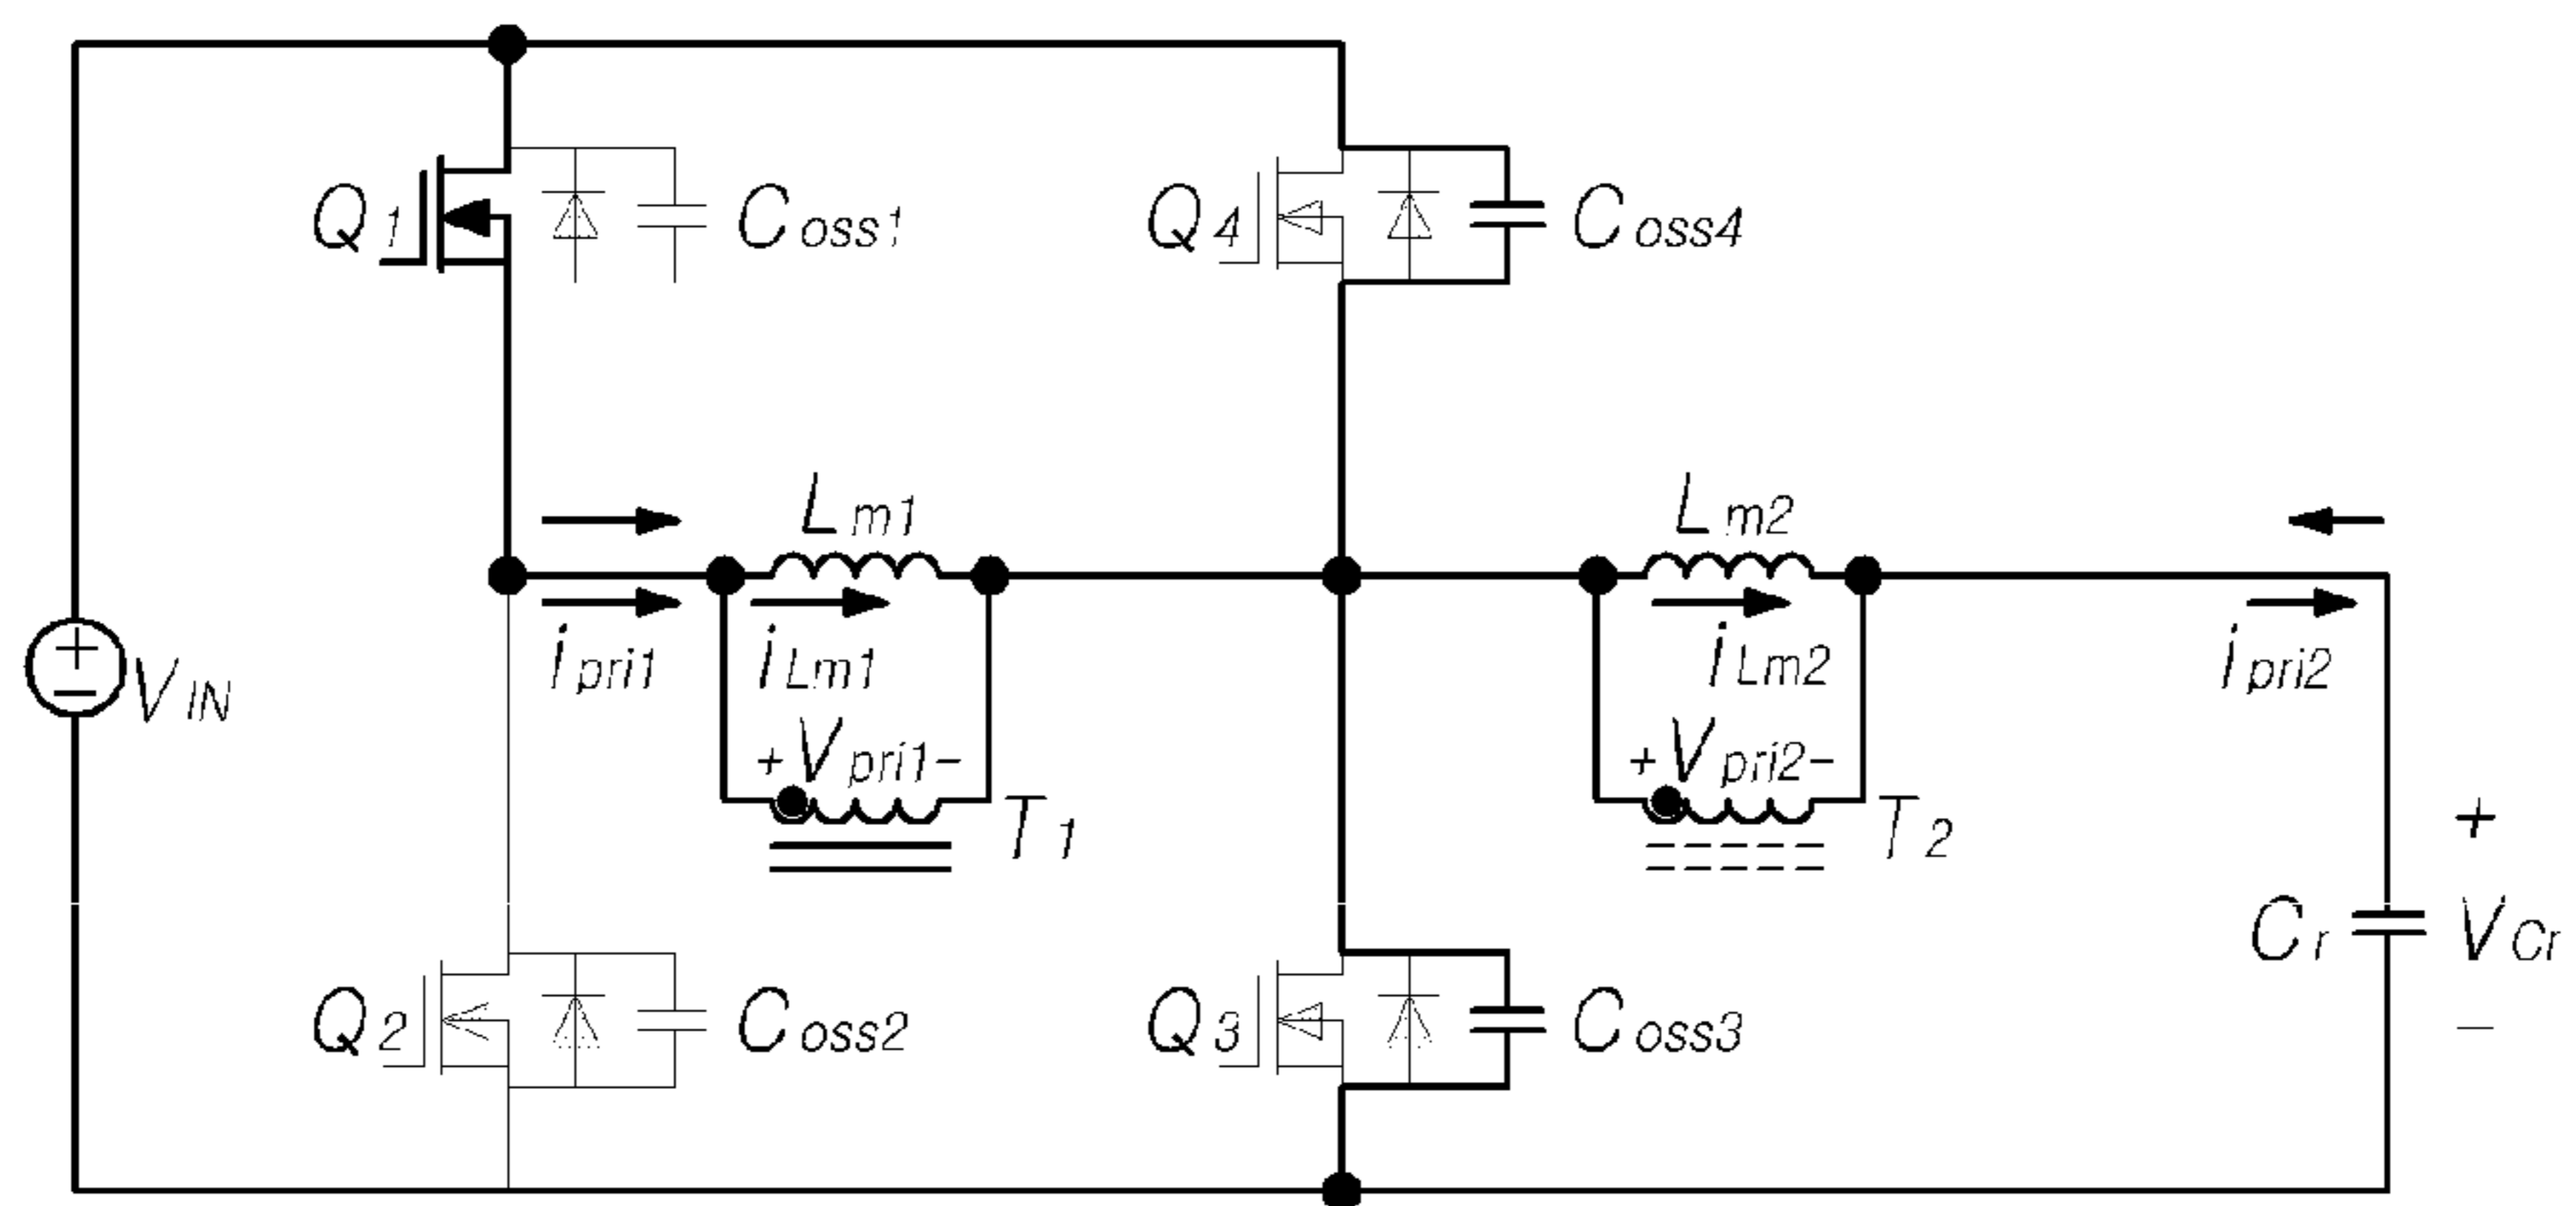 Q1
Coss1
Q4
Coss4
Lm1
Lm2
ipri1
iLm1
iLm2
ipri2
+
−
VIN
+Vpri1-
+Vpri2-
T1
T2
+
Cr
VCr
−
Q2
Coss2
Q3
Coss3